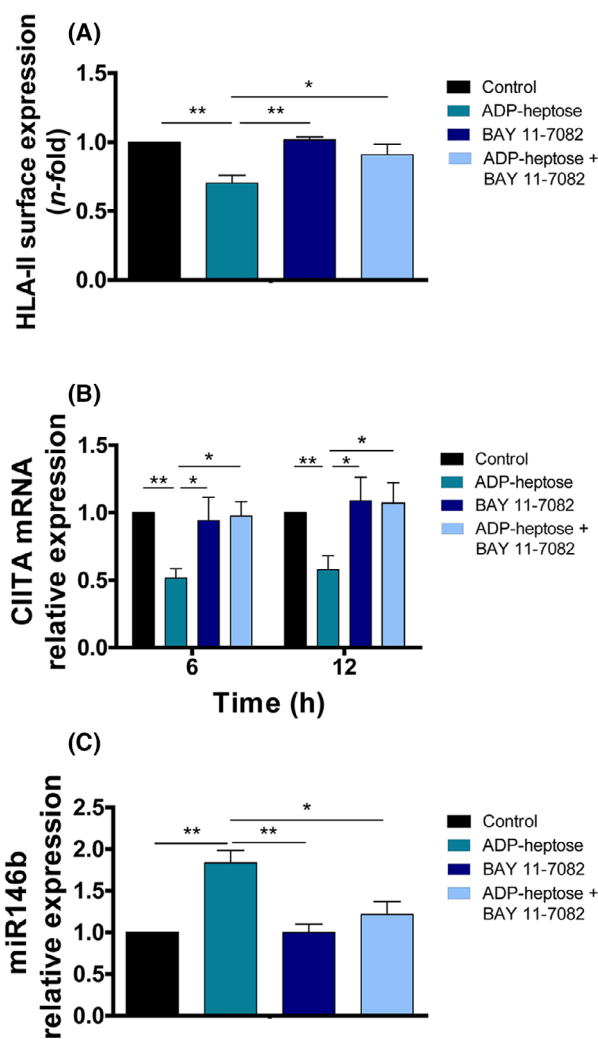 (A)
HLA-II surface expression
(n-fold)
1.5
1.0
0.5
0.0
*
**
**
Control
ADP-heptose
BAY 11-7082
ADP-heptose +
BAY 11-7082
(B)
CIITA mRNA
relative expression
1.5
1.0
0.5
0.0
*
**
*
*
**
*
6
12
Time (h)
Control
ADP-heptose
BAY 11-7082
ADP-heptose +
BAY 11-7082
(C)
miR146b
relative expression
2.5
2.0
1.5
1.0
0.5
0.0
*
**
**
Control
ADP-heptose
BAY 11-7082
ADP-heptose +
BAY 11-7082